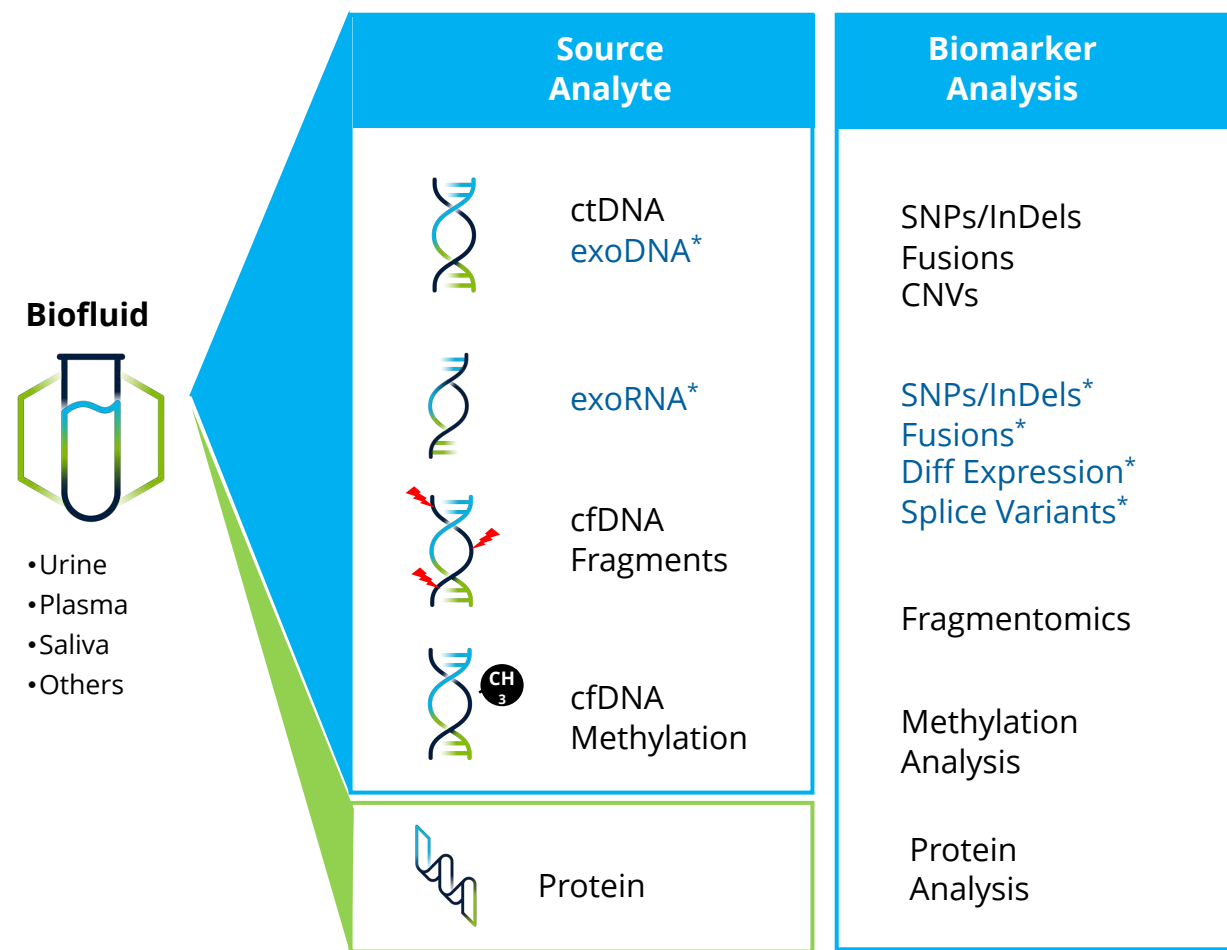 Source
Analyte
Biomarker
Analysis
Biofluid
•Urine
•Plasma
•Saliva
•Others
ctDNA
exoDNA*
SNPs/InDels
Fusions
CNVs
exoRNA*
SNPs/InDels*
Fusions*
Diff Expression*
Splice Variants*
cfDNA
Fragments
Fragmentomics
CH
3
cfDNA
Methylation
Methylation
Analysis
Protein
Protein
Analysis